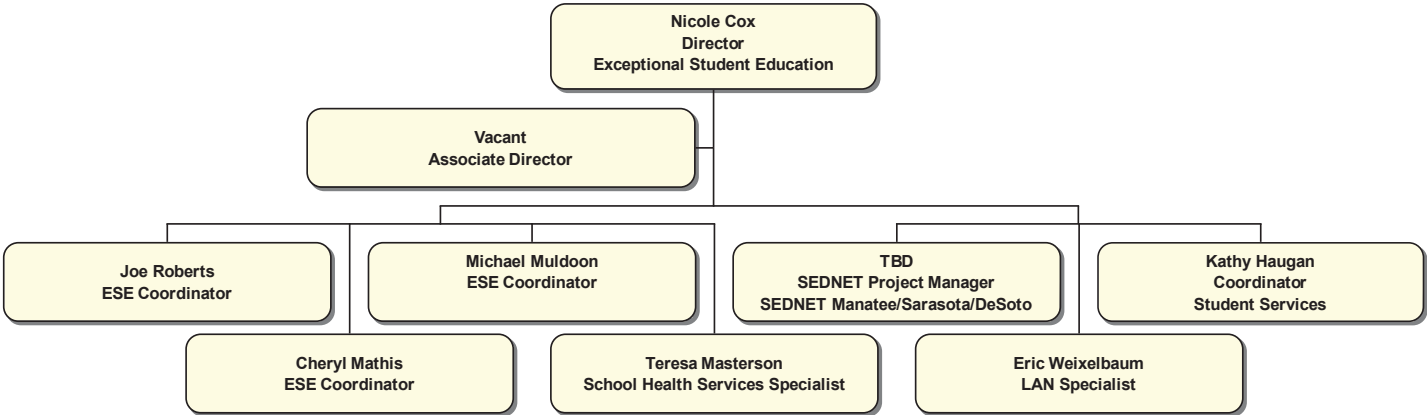 Nicole Cox
Director
Exceptional Student Education
Vacant
Associate Director
Joe Roberts
ESE Coordinator
Michael Muldoon
ESE Coordinator
TBD
SEDNET Project Manager
SEDNET Manatee/Sarasota/DeSoto
Kathy Haugan
Coordinator
Student Services
Cheryl Mathis
ESE Coordinator
Teresa Masterson
School Health Services Specialist
Eric Weixelbaum
LAN Specialist